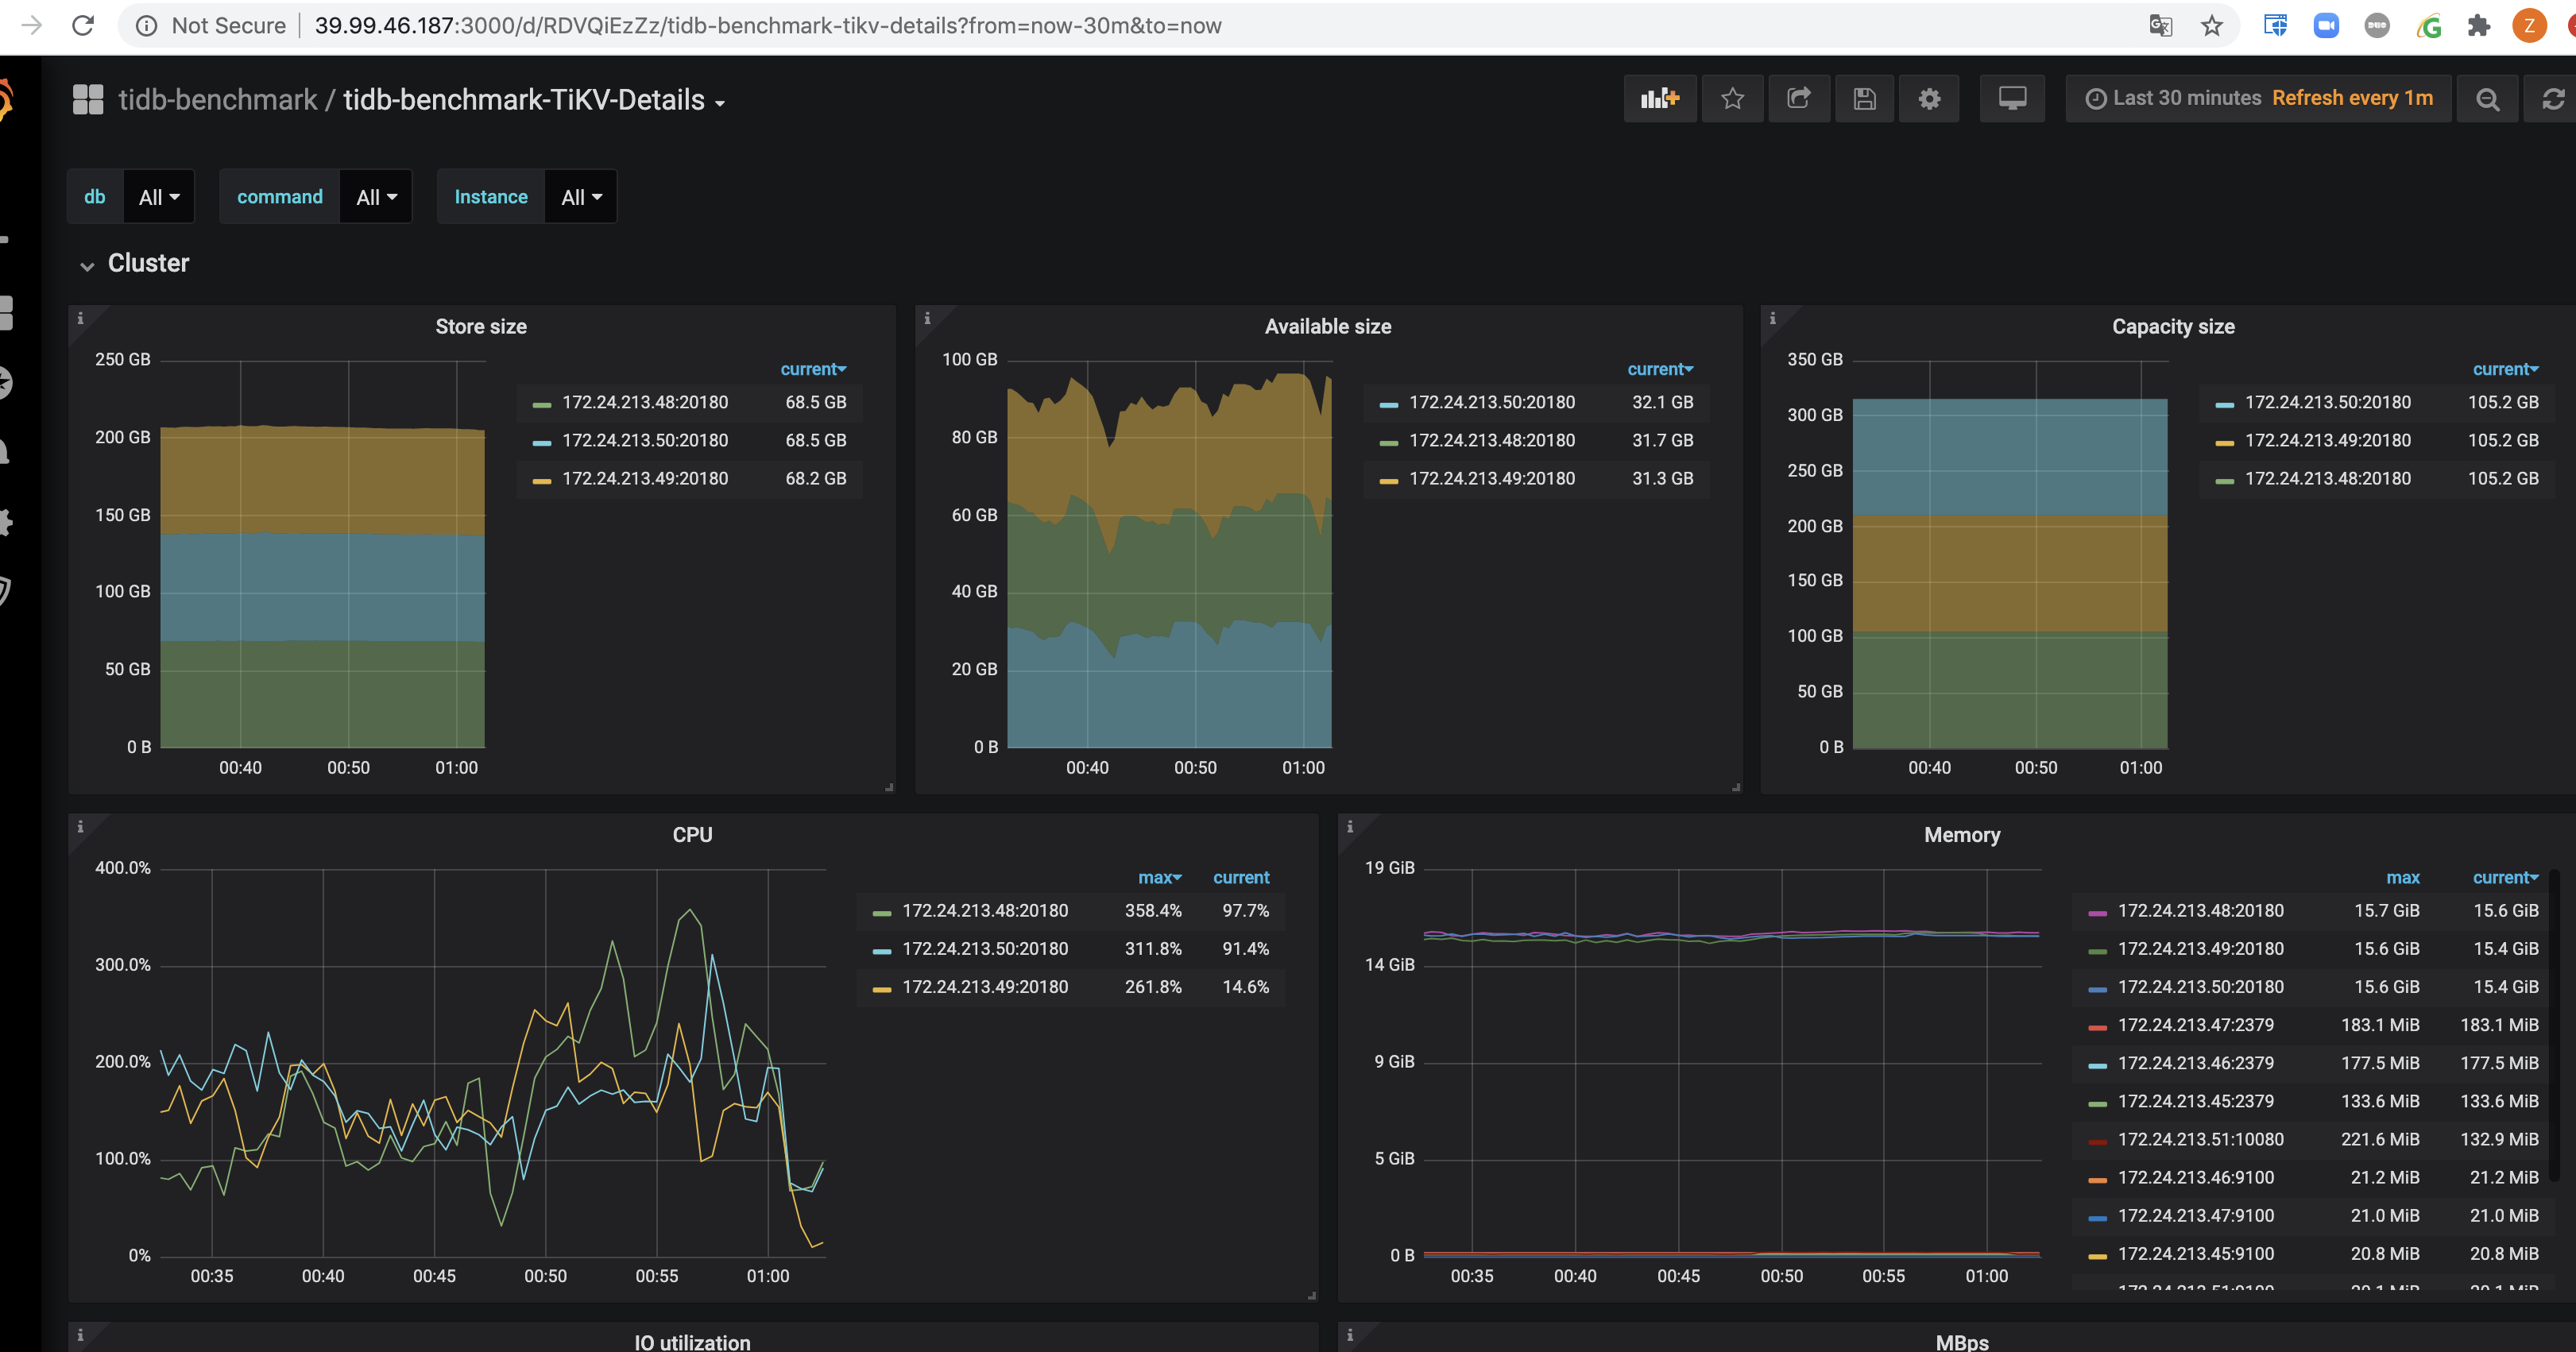 Not Secure 39.99.46.187:3000/d/RDVQiEzZz/tidb-benchmark-tikv-details?from=now-30m&to=now
Z
tidb-benchmark / tidb-benchmark-TiKV-Details
Last 30 minutes Refresh every 1m
db All command All Instance All
Cluster
Store size
250 GB
200 GB
150 GB
100 GB
50 GB
0 B
00:40 00:50 01:00
current
172.24.213.48:20180 68.5 GB
172.24.213.50:20180 68.5 GB
172.24.213.49:20180 68.2 GB
Available size
100 GB
80 GB
60 GB
40 GB
20 GB
0 B
00:40 00:50 01:00
current
172.24.213.50:20180 32.1 GB
172.24.213.48:20180 31.7 GB
172.24.213.49:20180 31.3 GB
Capacity size
350 GB
300 GB
250 GB
200 GB
150 GB
100 GB
50 GB
0 B
00:40 00:50 01:00
current
172.24.213.50:20180 105.2 GB
172.24.213.49:20180 105.2 GB
172.24.213.48:20180 105.2 GB
CPU
400.0%
300.0%
200.0%
100.0%
0%
00:35 00:40 00:45 00:50 00:55 01:00
max current
172.24.213.48:20180 358.4% 97.7%
172.24.213.50:20180 311.8% 91.4%
172.24.213.49:20180 261.8% 14.6%
Memory
19 GiB
14 GiB
9 GiB
5 GiB
0 B
00:35 00:40 00:45 00:50 00:55 01:00
max current
172.24.213.48:20180 15.7 GiB 15.6 GiB
172.24.213.49:20180 15.6 GiB 15.4 GiB
172.24.213.50:20180 15.6 GiB 15.4 GiB
172.24.213.47:2379 183.1 MiB 183.1 MiB
172.24.213.46:2379 177.5 MiB 177.5 MiB
172.24.213.45:2379 133.6 MiB 133.6 MiB
172.24.213.51:10080 221.6 MiB 132.9 MiB
172.24.213.46:9100 21.2 MiB 21.2 MiB
172.24.213.47:9100 21.0 MiB 21.0 MiB
172.24.213.45:9100 20.8 MiB 20.8 MiB
IO utilization
MBps